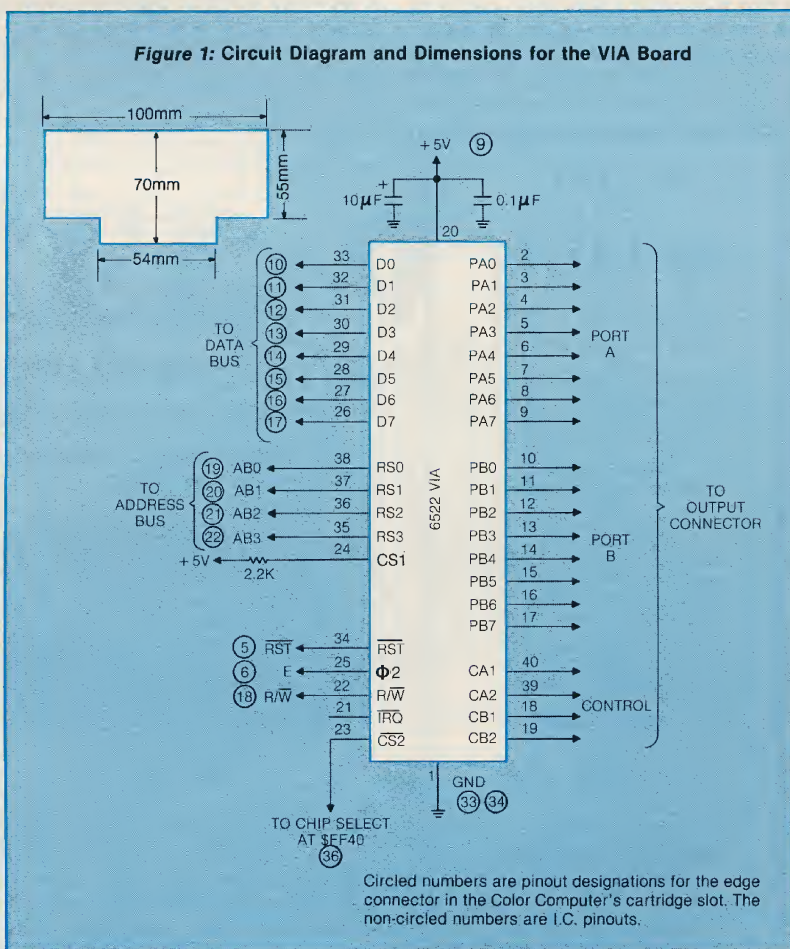 Figure 1: Circuit Diagram and Dimensions for the VIA Board
100mm
70mm
55mm
54mm
+5V 9
10μF + 0.1μF
20
10 33 D0 PA0 2
11 32 D1 PA1 3
12 31 D2 PA2 4
13 30 D3 PA3 5
14 29 D4 PA4 6
15 28 D5 PA5 7
16 27 D6 PA6 8
17 26 D7 PA7 9
TO
DATA
BUS
PORT
A
19 AB0 38 RS0 PB0 10
20 AB1 37 RS1 PB1 11
21 AB2 36 RS2 PB2 12
22 AB3 35 RS3 PB3 13
+5V 2.2K 24 CS1 PB4 14
PB5 15
PB6 16
PB7 17
TO
ADDRESS
BUS
6522 VIA
PORT
B
TO
OUTPUT
CONNECTOR
5 R̅S̅T̅ 34 R̅S̅T̅ CA1 40
6 E 25 Φ2 CA2 39
18 R/W̅ 22 R/W̅ CB1 18
21 I̅R̅Q̅ CB2 19
23 C̅S̅2̅
CONTROL
1 GND
33 34
TO CHIP SELECT
AT $FF40
36
Circled numbers are pinout designations for the edge
connector in the Color Computer's cartridge slot. The
non-circled numbers are I.C. pinouts.